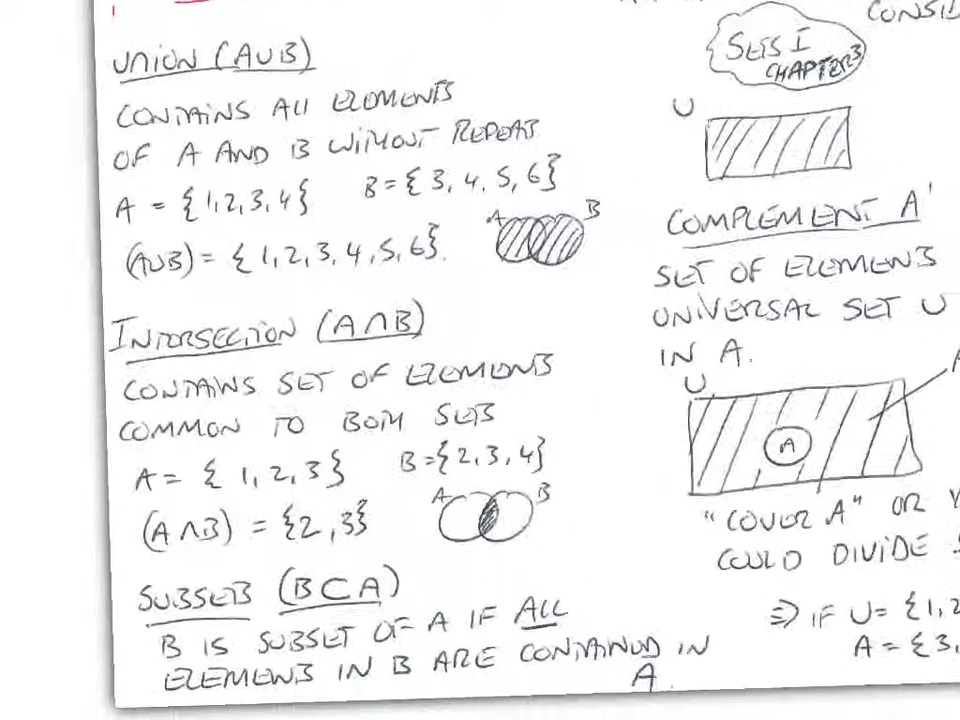 UNION (A∪B)
CONTAINS ALL ELEMENTS
OF A AND B WITHOUT REPEAT
A = {1,2,3,4} B = {3,4,5,6}
(A∪B) = {1,2,3,4,5,6}.
A B
INTERSECTION (A∩B)
CONTAINS SET OF ELEMENTS
COMMON TO BOTH SETS
A = {1,2,3} B={2,3,4}
(A∩B) = {2,3}
A B
SUBSETS (B⊂A)
B IS SUBSET OF A IF ALL
ELEMENTS IN B ARE CONTAINED IN
A.
SETS I
CHAPTER 3
U
COMPLEMENT A'
SET OF ELEMENTS
UNIVERSAL SET U
IN A.
U
A
"COVER A" OR
COULD DIVIDE
⇒ IF U = {1,2
A = {3,